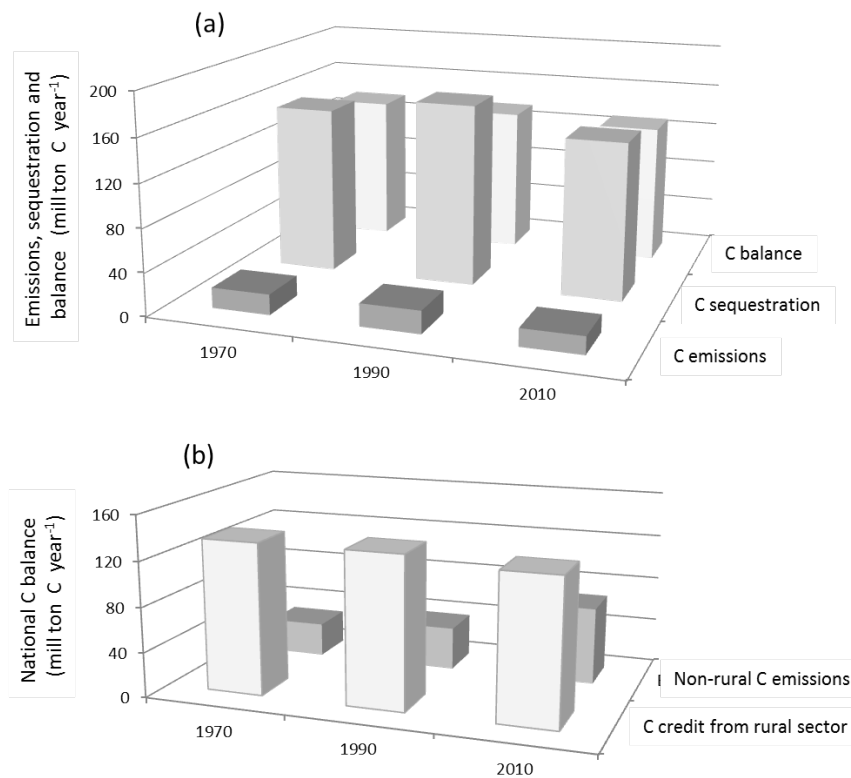 (a)
Emissions, sequestration and
balance (mill ton C year-1)
200
160
120
80
40
0
1970
1990
2010
C balance
C sequestration
C emissions
(b)
National C balance
(mill ton C year-1)
160
120
80
40
0
1970
1990
2010
Non-rural C emissions
C credit from rural sector